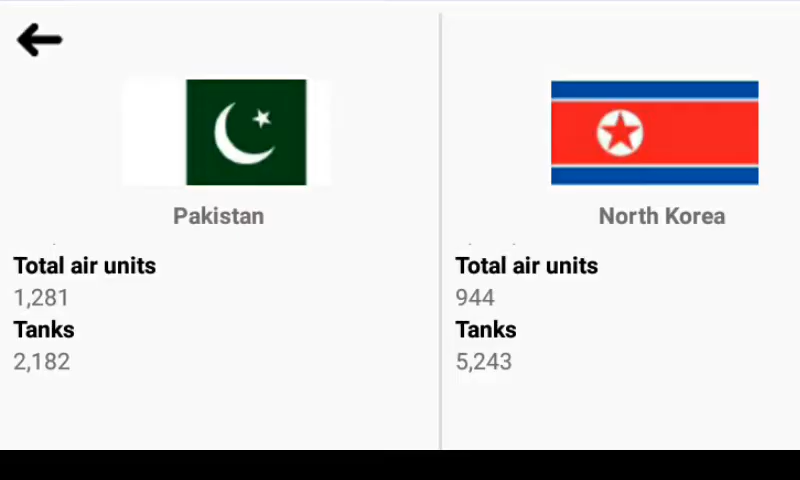 Pakistan
North Korea
Total air units
1,281
Tanks
2,182
Total air units
944
Tanks
5,243